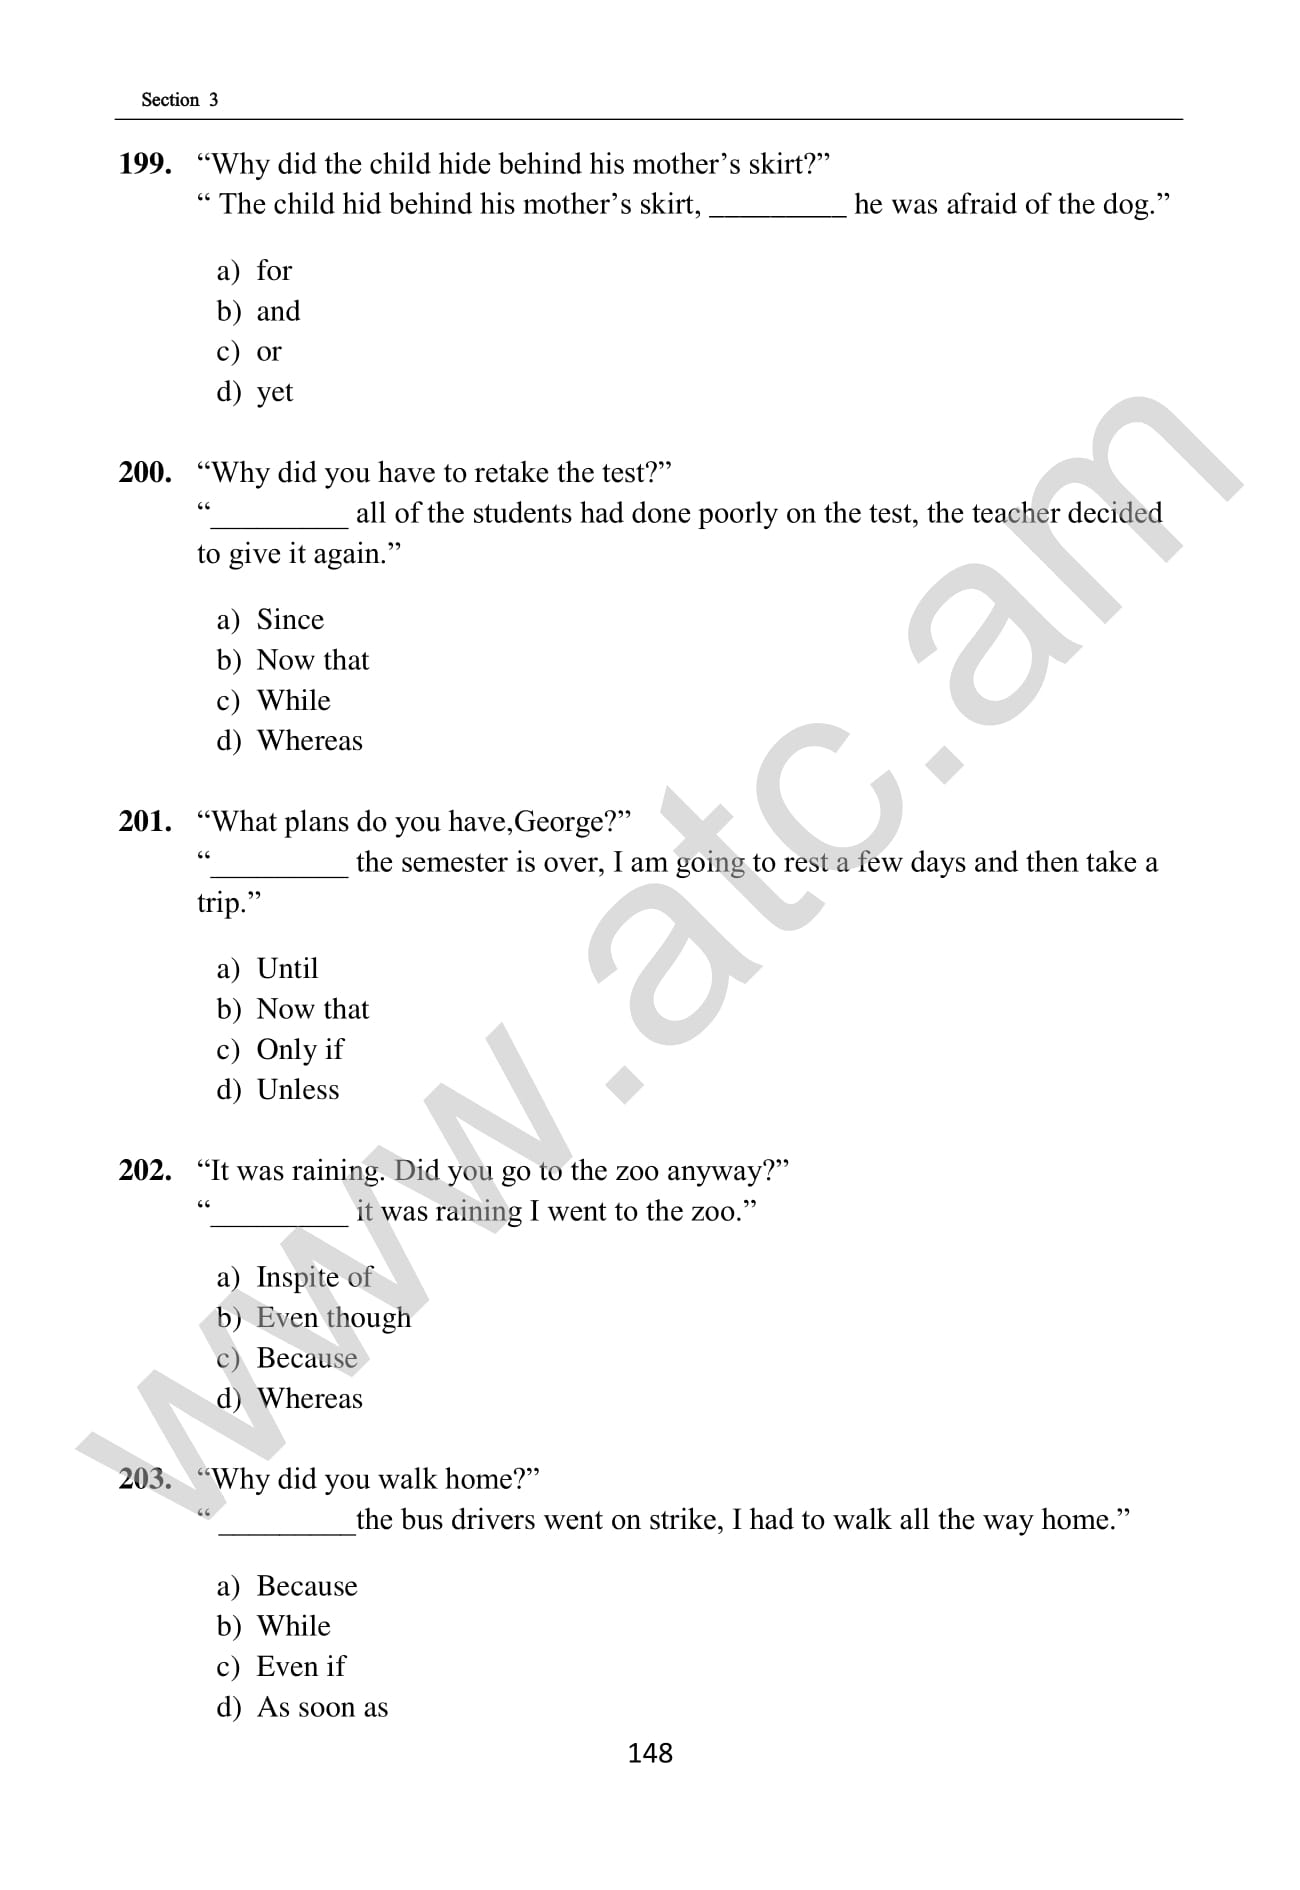 Section 3
199. “Why did the child hide behind his mother’s skirt?”
“ The child hid behind his mother’s skirt, _________ he was afraid of the dog.”
a) for
b) and
c) or
d) yet
200. “Why did you have to retake the test?”
“_________ all of the students had done poorly on the test, the teacher decided
to give it again.”
a) Since
b) Now that
c) While
d) Whereas
201. “What plans do you have,George?”
“_________ the semester is over, I am going to rest a few days and then take a
trip.”
a) Until
b) Now that
c) Only if
d) Unless
202. “It was raining. Did you go to the zoo anyway?”
“_________ it was raining I went to the zoo.”
a) Inspite of
b) Even though
c) Because
d) Whereas
203. “Why did you walk home?”
“ _________the bus drivers went on strike, I had to walk all the way home.”
a) Because
b) While
c) Even if
d) As soon as
148
www.atc.am